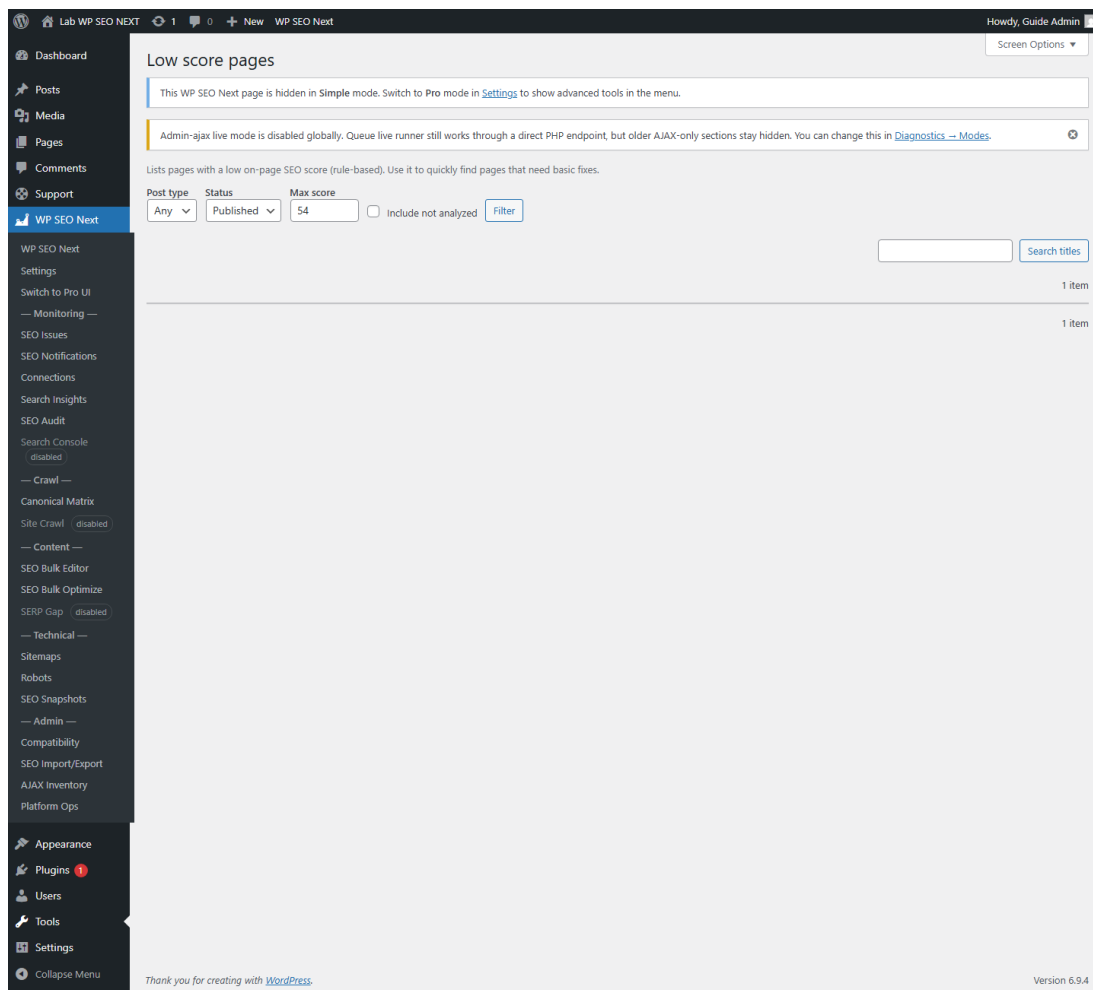 Lab WP SEO NEXT 1 0 New WP SEO Next Howdy, Guide Admin
Screen Options ▼
Dashboard
Posts
Media
Pages
Comments
Support
WP SEO Next
WP SEO Next
Settings
Switch to Pro UI
— Monitoring —
SEO Issues
SEO Notifications
Connections
Search Insights
SEO Audit
Search Console
disabled
— Crawl —
Canonical Matrix
Site Crawl disabled
— Content —
SEO Bulk Editor
SEO Bulk Optimize
SERP Gap disabled
— Technical —
Sitemaps
Robots
SEO Snapshots
— Admin —
Compatibility
SEO Import/Export
AJAX Inventory
Platform Ops
Appearance
Plugins 1
Users
Tools
Settings
Collapse Menu
Low score pages
This WP SEO Next page is hidden in Simple mode. Switch to Pro mode in Settings to show advanced tools in the menu.
Admin-ajax live mode is disabled globally. Queue live runner still works through a direct PHP endpoint, but older AJAX-only sections stay hidden. You can change this in Diagnostics → Modes.
Lists pages with a low on-page SEO score (rule-based). Use it to quickly find pages that need basic fixes.
Post type Status Max score
Any Published 54 Include not analyzed Filter
Search titles
1 item
1 item
Thank you for creating with WordPress. Version 6.9.4